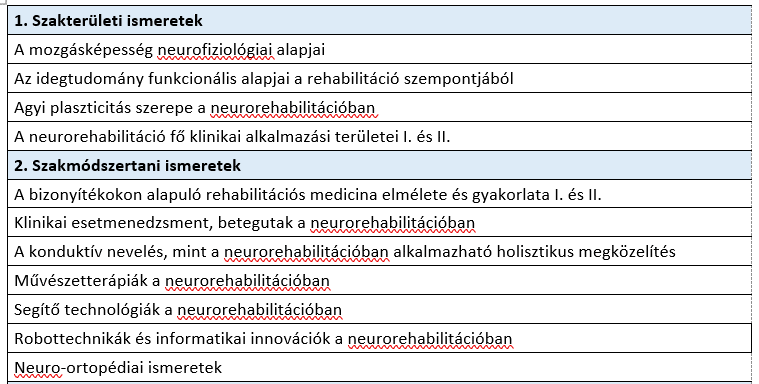 1. Szakterületi ismeretek
A mozgásképesség neurofiziológiai alapjai
Az idegtudomány funkcionális alapjai a rehabilitáció szempontjából
Agyi plaszticitás szerepe a neurorehabilitációban
A neurorehabilitáció fő klinikai alkalmazási területei I. és II.
2. Szakmódszertani ismeretek
A bizonyítékokon alapuló rehabilitációs medicina elmélete és gyakorlata I. és II.
Klinikai esetmenedzsment, betegutak a neurorehabilitációban
A konduktív nevelés, mint a neurorehabilitációban alkalmazható holisztikus megközelítés
Művészetterápiák a neurorehabilitációban
Segítő technológiák a neurorehabilitációban
Robottechnikák és informatikai innovációk a neurorehabilitációban
Neuro-ortopédiai ismeretek